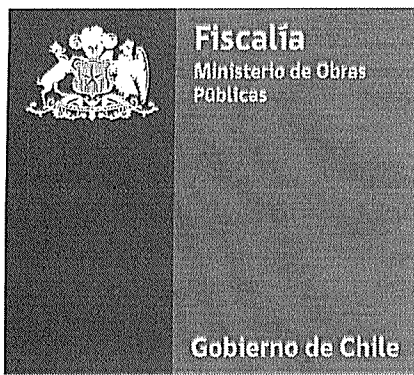 Fiscalía
Ministerio de Obras
Públicas
Gobierno de Chile